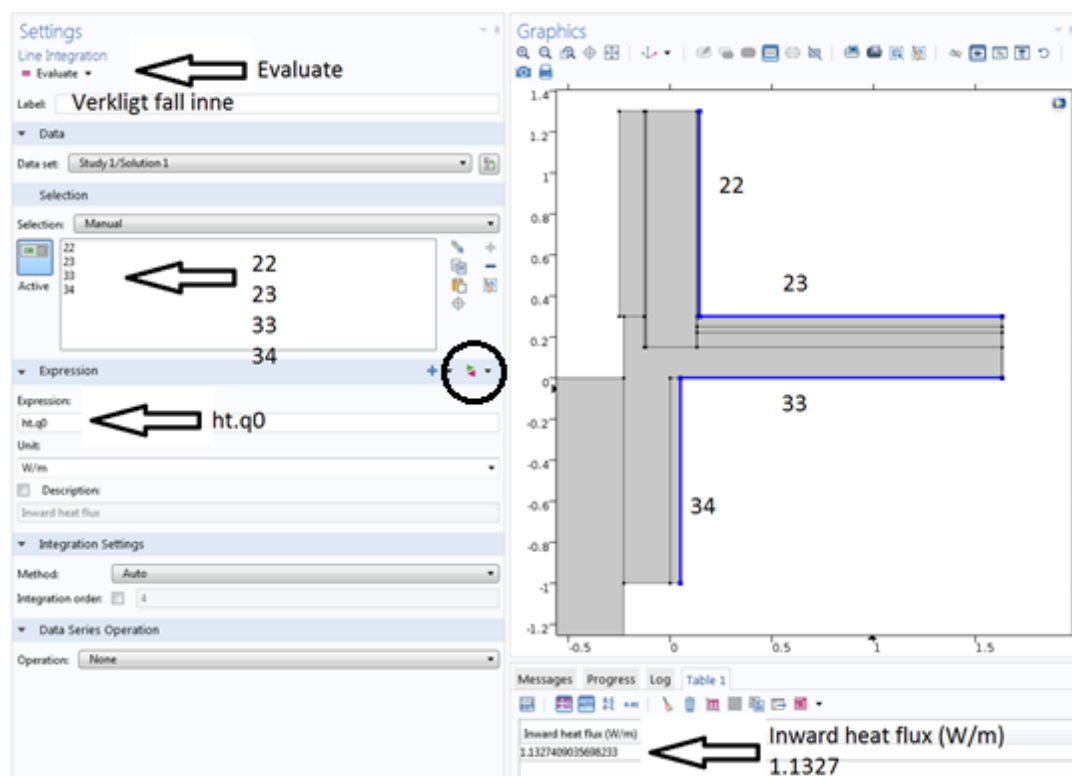 Settings
Line Integration
Evaluate
Evaluate
Label: Verkligt fall inne
Data
Data set: Study 1/Solution 1
Selection
Selection: Manual
22
23
33
34
Active
22
23
33
34
Expression
Expression:
ht.q0
ht.q0
Unit:
W/m
Description:
Inward heat flux
Integration Settings
Method: Auto
Integration order: 4
Data Series Operation
Operation: None
Graphics
1.4
1.2
1
0.8
0.6
0.4
0.2
0
-0.2
-0.4
-0.6
-0.8
-1
-1.2
-0.5 0 0.5 1 1.5
22
23
33
34
Messages Progress Log Table 1
Inward heat flux (W/m)
1.1327409035698233
Inward heat flux (W/m)
1.1327